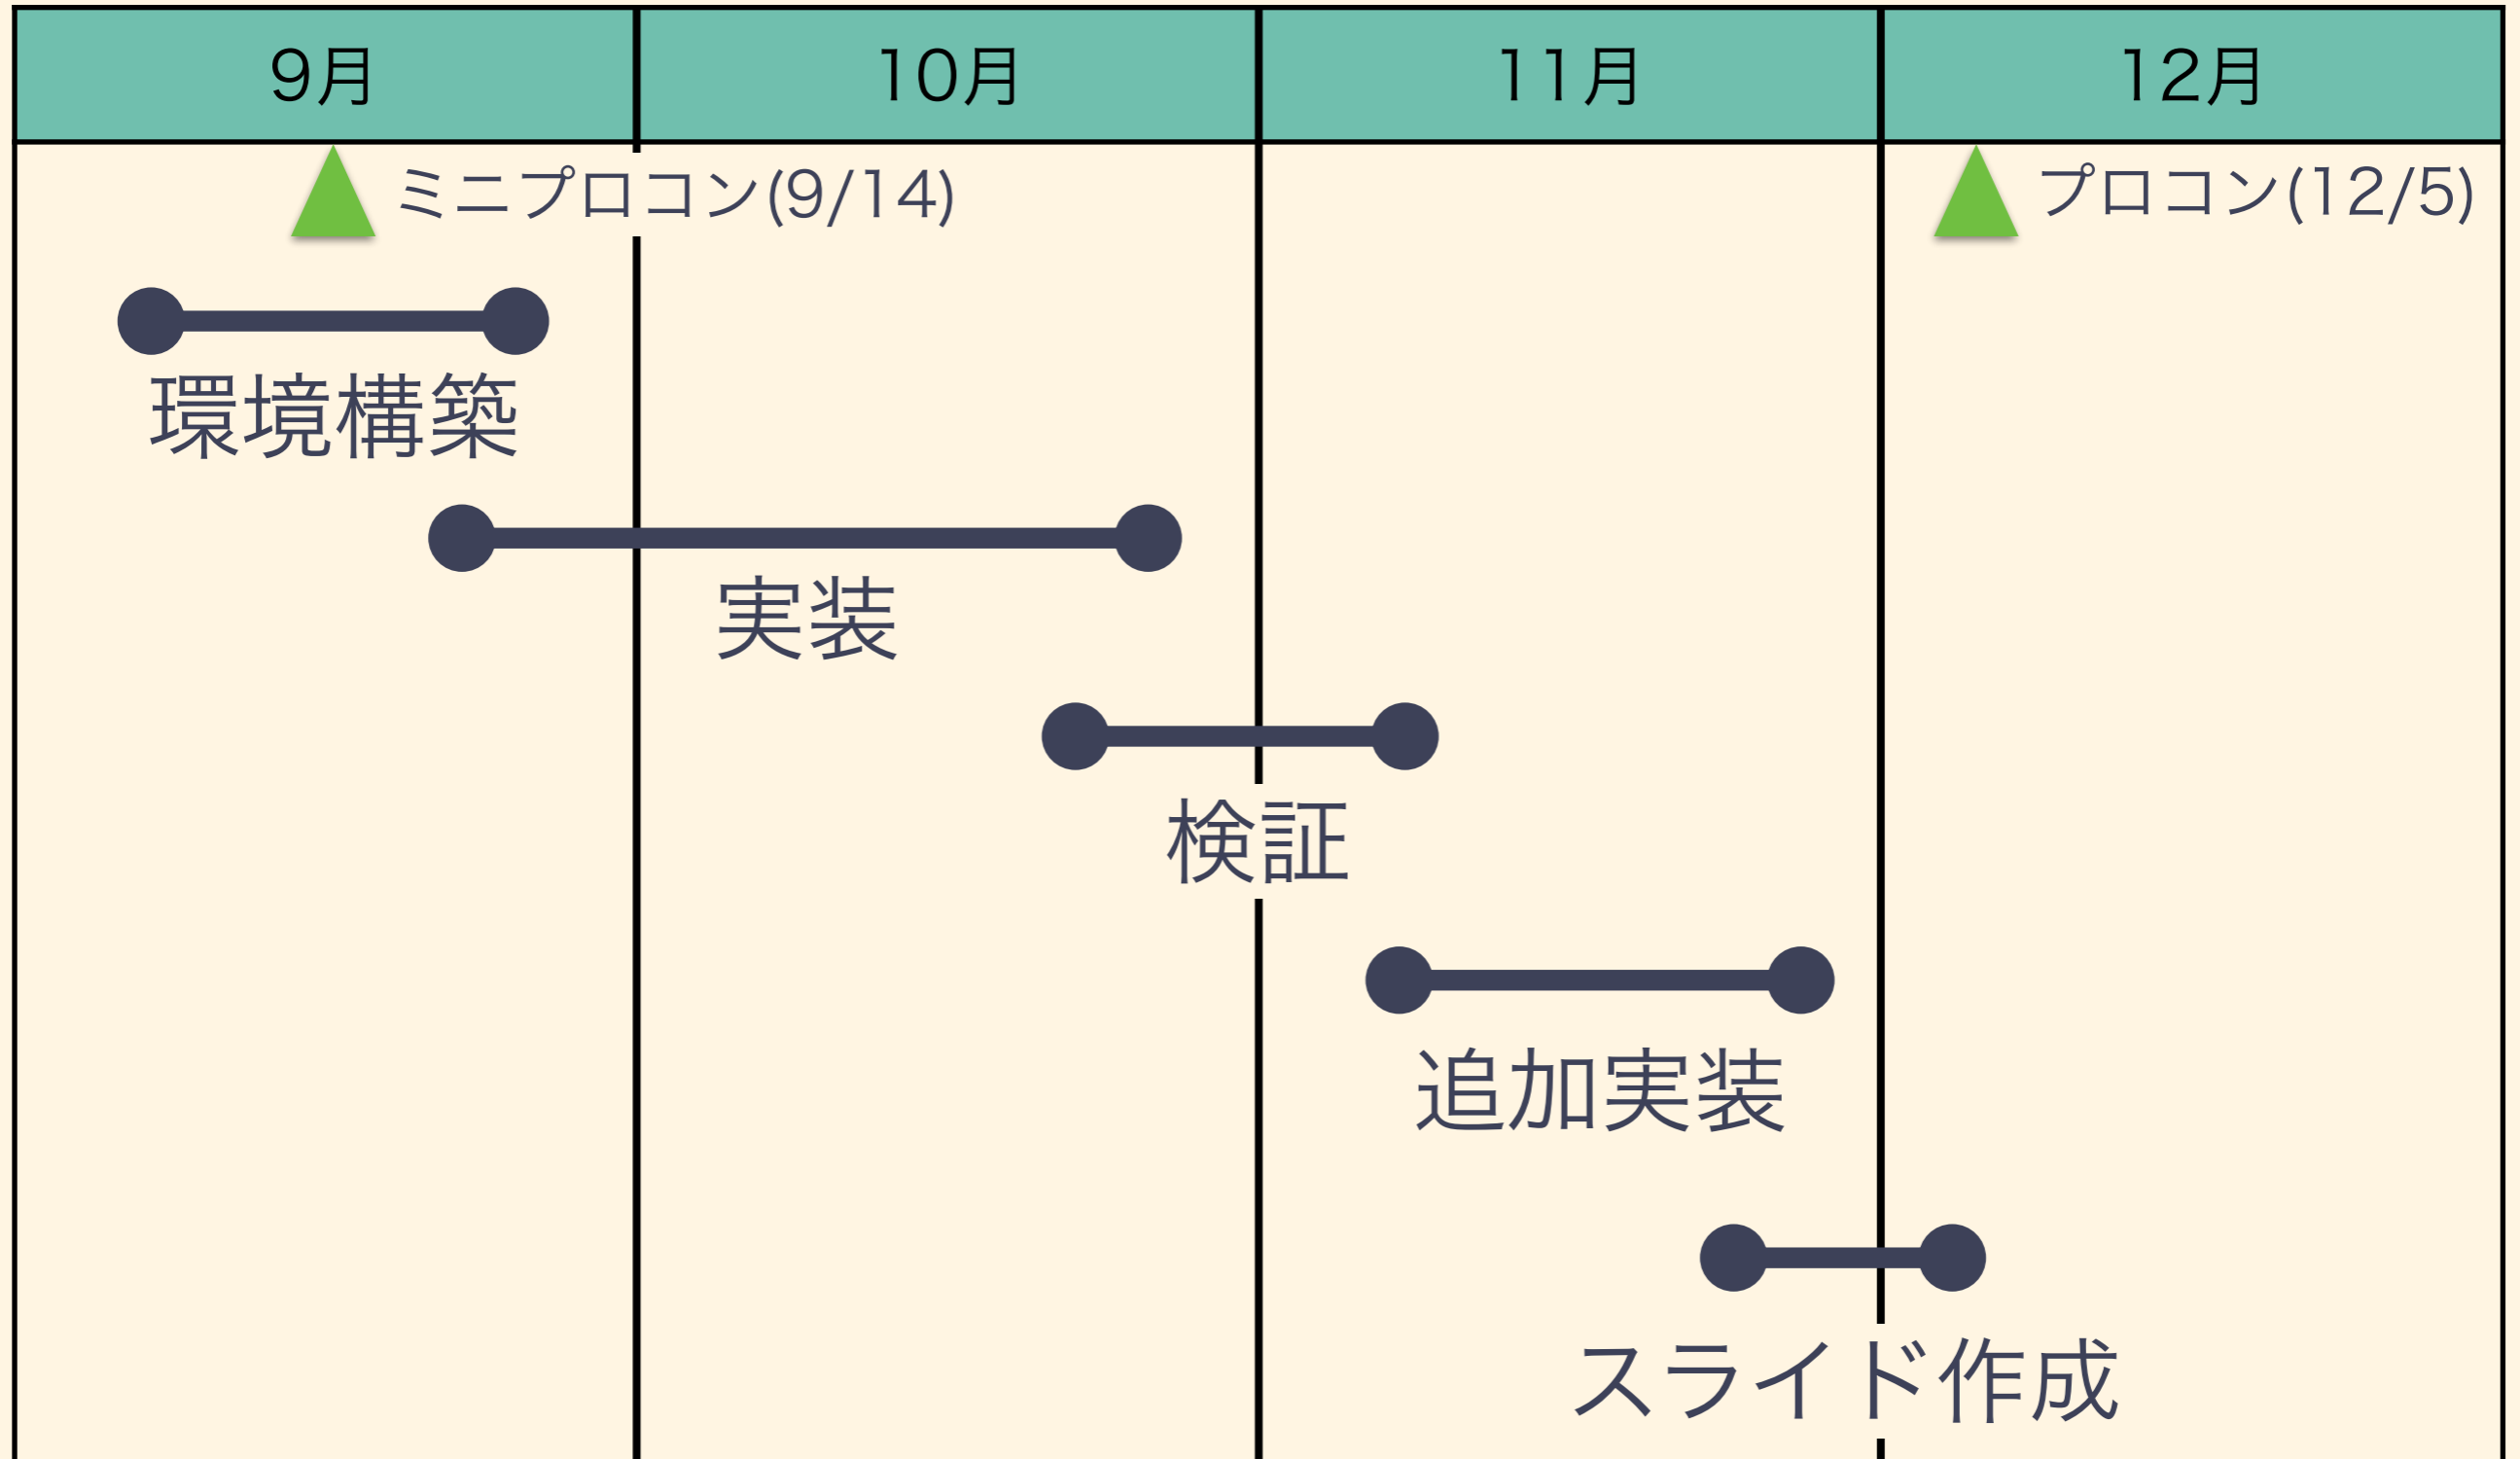 9月
10月
11月
12月
ミニプロコン(9/14)
プロコン(12/5)
環境構築
実装
検証
追加実装
スライド作成